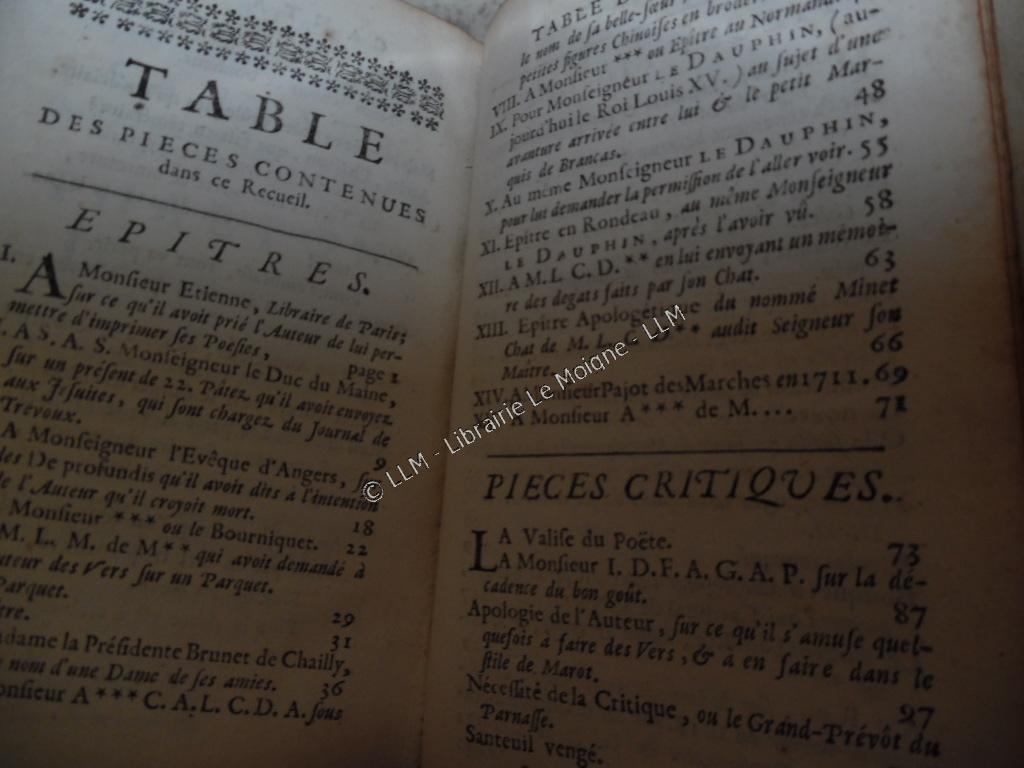 TABLE
DES PIECES CONTENUES
dans ce Recueil.
EPITRES.
I. A Monſieur Etienne, Libraire de Paris;
ſur ce qu'il avoit prié l'Auteur de lui per-
mettre d'imprimer ſes Poeſies, page 1
A S. A. S. Monſeigneur le Duc du Maine,
ſur un préſent de 22. Pâtez qu'il avoit envoyez
aux Jeſuites, qui ſont chargez du Journal de
Trévoux. 9
A Monſeigneur l'Evêque d'Angers,
De profundis qu'il avoit dits à l'intention
de l'Auteur qu'il croyoit mort. 18
Monſieur *** ou le Bourniquet. 22
M. L. M. de M** qui avoit demandé à
des Vers ſur un Parquet.
Parquet. 29
31
la Préſidente Brunet de Chailly,
nom d'une Dame de ſes amies. 36
A*** C. A. L. C. D. A. ſous
TABLE
le nom de ſa belle-ſœur
petites figures Chinoiſes en
VIII. A Monſieur *** ou Epitre au Normand
IX. Pour Monſeigneur LE DAUPHIN, (au-
jourd'hui le Roi Louis XV.) au ſujet d'une
avanture arrivée entre lui & le petit Mar-
quis de Brancas. 48
X. Au même Monſeigneur LE DAUPHIN,
pour lui demander la permiſſion de l'aller voir. 55
XI. Epitre en Rondeau, au même Monſeigneur
LE DAUPHIN, après l'avoir vû. 58
XII. A M. L. C. D. ** en lui envoyant un mémoi-
re des degats faits par ſon Chat. 63
XIII. Epitre Apologetique du nommé Minet
Chat de M. L. audit Seigneur ſon
Maitre. 66
XIV. A Monſieur Pajot des Marches en 1711. 69
A Monſieur A*** de M.... 71
PIECES CRITIQUES.
LA Valiſe du Poëte. 73
A Monſieur I. D. F. A. G. A. P. ſur la dé-
cadence du bon goût. 87
Apologie de l'Auteur, ſur ce qu'il s'amuſe quel-
quefois à faire des Vers, & à en faire dans le
ſtile de Marot. 97
Néceſſité de la Critique, ou le Grand-Prévôt du
Parnaſſe.
Santeuil vengé.
© LLM - Librairie Le Moigne - LLM